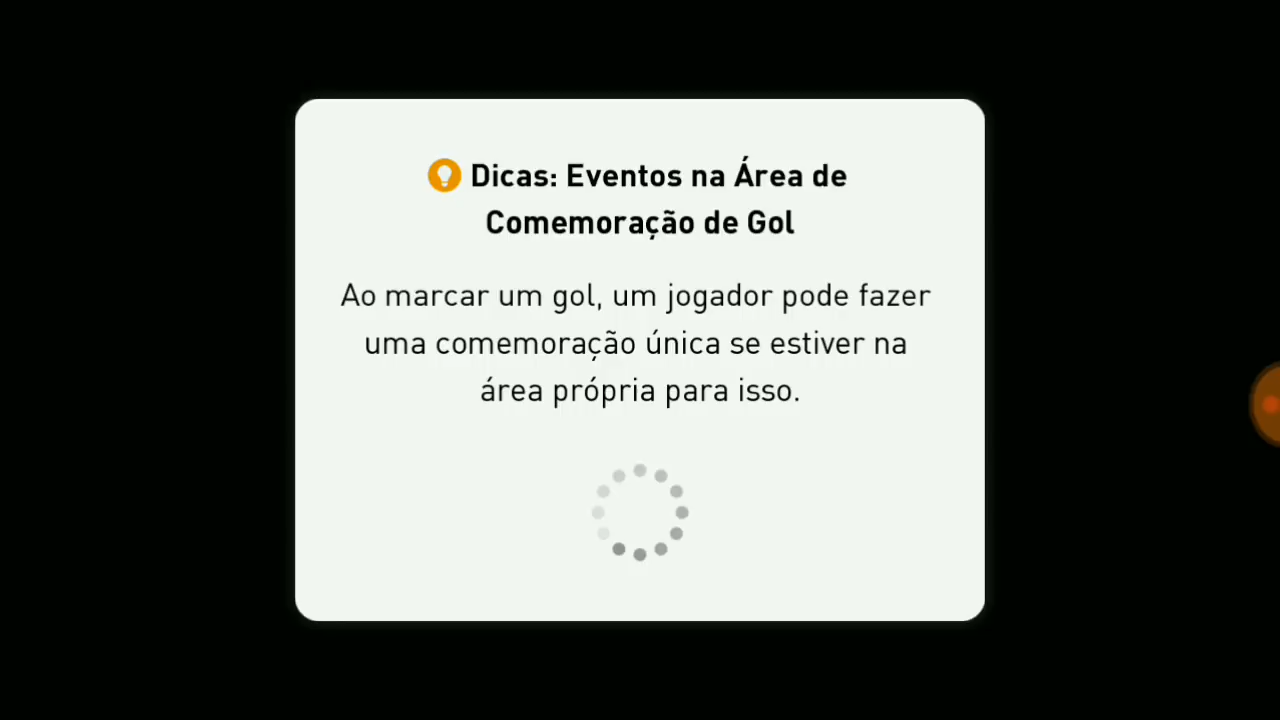 Dicas: Eventos na Área de
Comemoração de Gol
Ao marcar um gol, um jogador pode fazer
uma comemoração única se estiver na
área própria para isso.